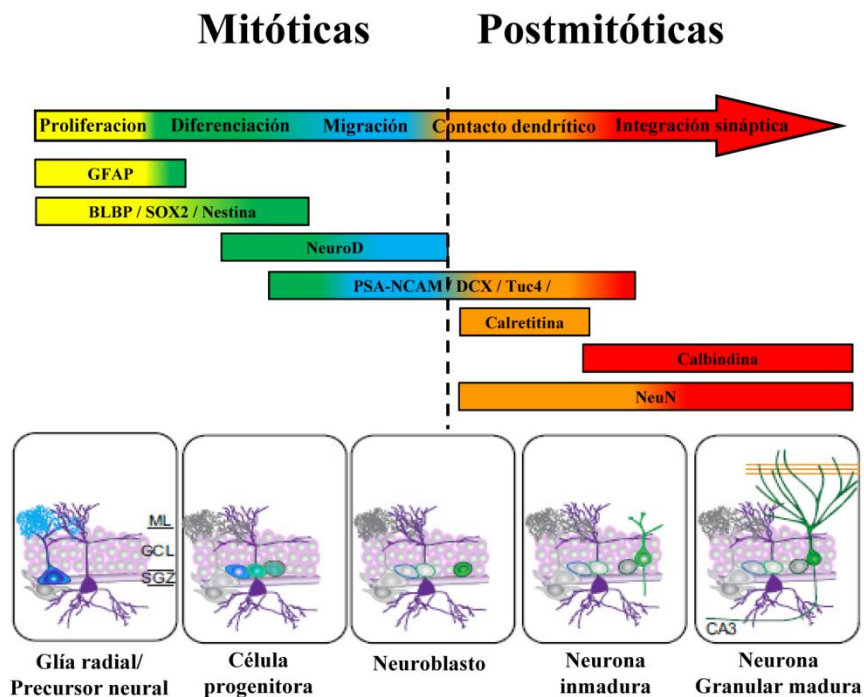 Mitóticas Postmitóticas
Proliferacion Diferenciación Migración Contacto dendrítico Integración sináptica
GFAP
BLBP / SOX2 / Nestina
NeuroD
PSA-NCAM / DCX / Tuc4 /
Calretitina
Calbindina
NeuN
ML
GCL
SGZ
CA3
Glía radial/
Precursor neural
Célula
progenitora
Neuroblasto
Neurona
inmadura
Neurona
Granular madura